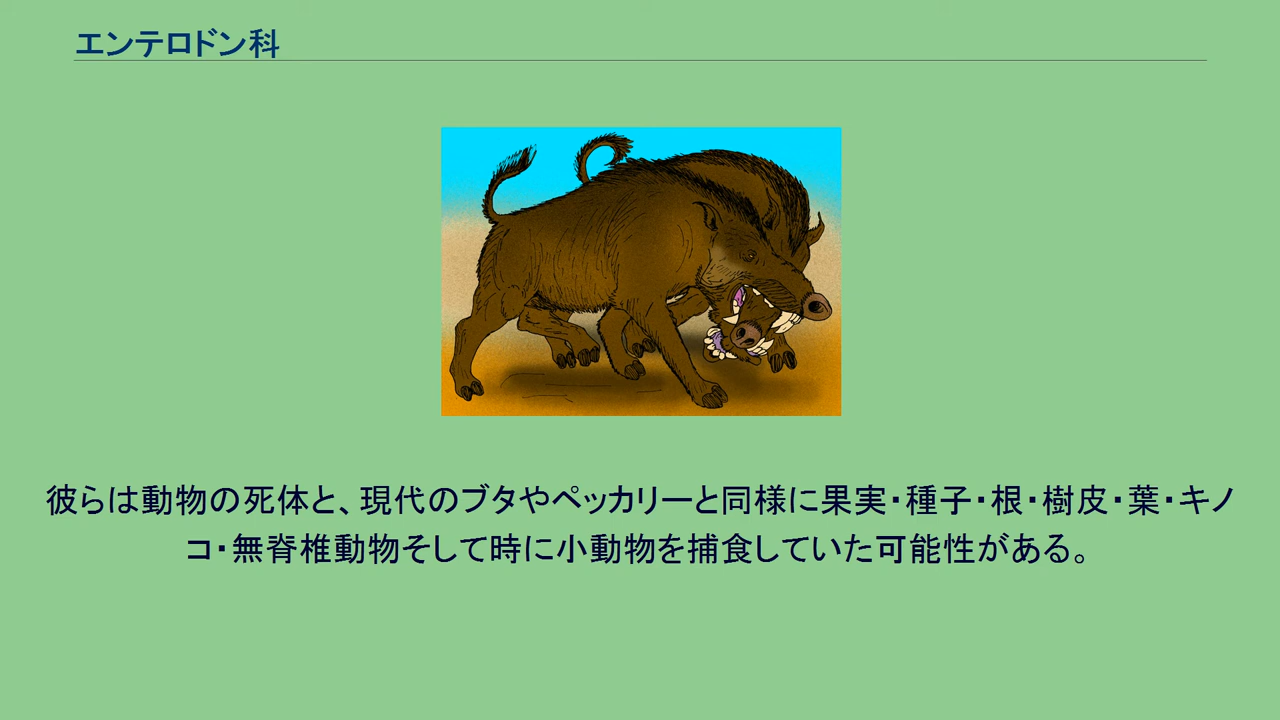 エンテロドン科
彼らは動物の死体と、現代のブタやペッカリーと同様に果実・種子・根・樹皮・葉・キノ
コ・無脊椎動物そして時に小動物を捕食していた可能性がある。